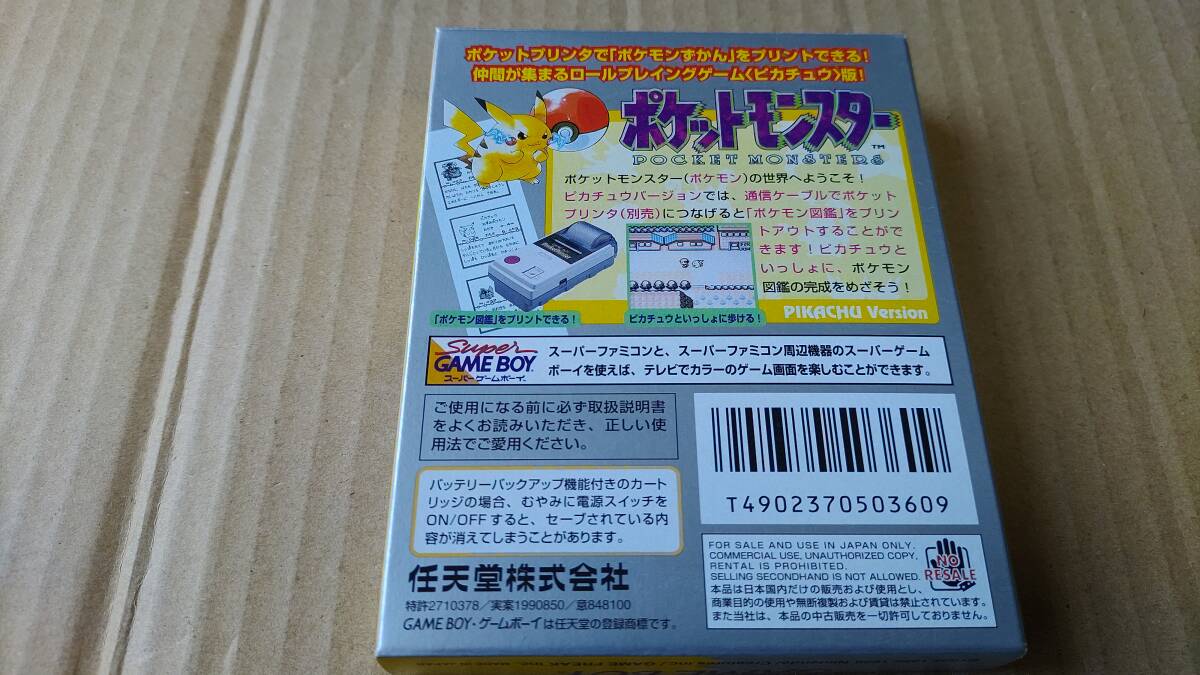 ポケットプリンタで「ポケモンずかん」をプリントできる!
仲間が集まるロールプレイングゲーム〈ピカチュウ〉版!
ポケットモンスター™
POCKET MONSTERS
ポケットモンスター(ポケモン)の世界へようこそ!
ピカチュウバージョンでは、通信ケーブルでポケット
プリンタ(別売)につなげると「ポケモン図鑑」をプリン
トアウトすることがで
きます!ピカチュウと
いっしょに、ポケモン
図鑑の完成をめざそう!
「ポケモン図鑑」をプリントできる!
ピカチュウといっしょに歩ける!
PIKACHU Version
Super
GAME BOY
スーパーゲームボーイ
スーパーファミコンと、スーパーファミコン周辺機器のスーパーゲーム
ボーイを使えば、テレビでカラーのゲーム画面を楽しむことができます。
ご使用になる前に必ず取扱説明書
をよくお読みいただき、正しい使
用法でご愛用ください。
バッテリーバックアップ機能付きのカート
リッジの場合、むやみに電源スイッチを
ON/OFFすると、セーブされている内
容が消えてしまうことがあります。
T4902370503609
FOR SALE AND USE IN JAPAN ONLY.
COMMERCIAL USE, UNAUTHORIZED COPY,
RENTAL IS PROHIBITED.
SELLING SECONDHAND IS NOT ALLOWED.
NO
RESALE
本品は日本国内だけの販売および使用とし、
商業目的の使用や無断複製および賃貸は禁止されています。
また当社は、本品の中古販売を一切許可しておりません。
任天堂株式会社
特許2710378/実案1990850/意848100
GAME BOY・ゲームボーイは任天堂の登録商標です。